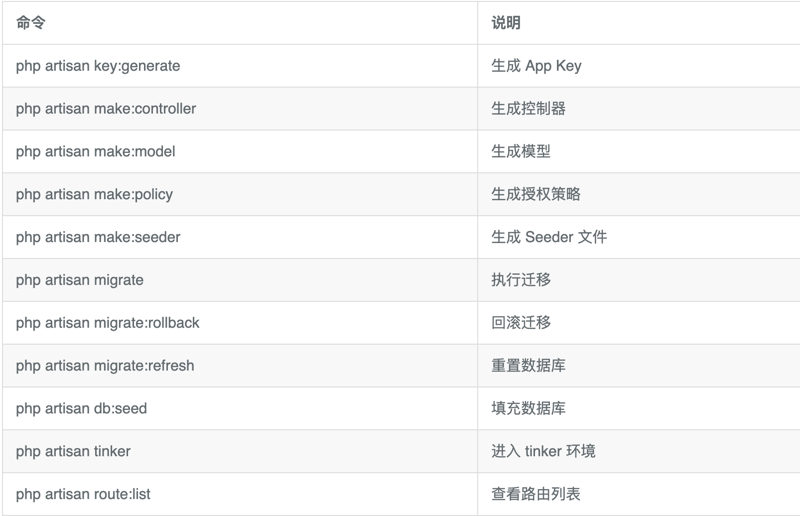 命令 说明
php artisan key:generate 生成 App Key
php artisan make:controller 生成控制器
php artisan make:model 生成模型
php artisan make:policy 生成授权策略
php artisan make:seeder 生成 Seeder 文件
php artisan migrate 执行迁移
php artisan migrate:rollback 回滚迁移
php artisan migrate:refresh 重置数据库
php artisan db:seed 填充数据库
php artisan tinker 进入 tinker 环境
php artisan route:list 查看路由列表